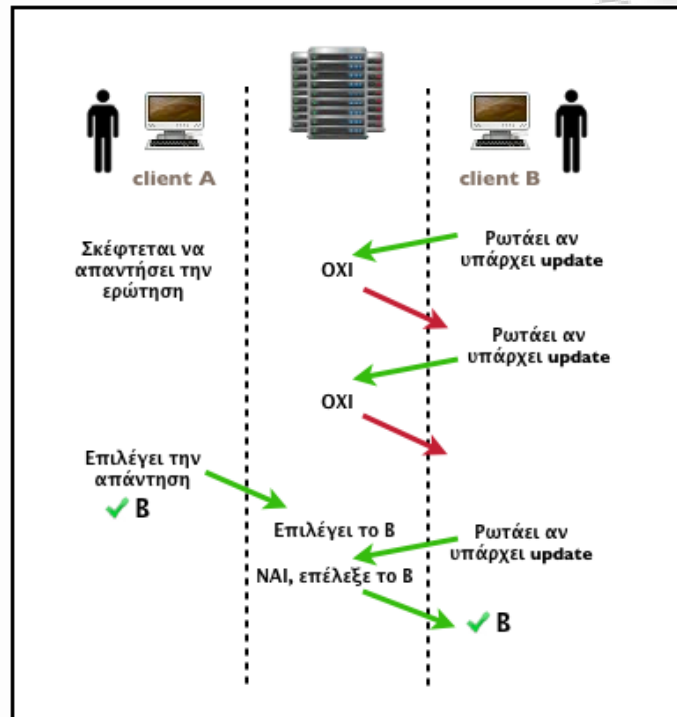 client A
client B
Σκέφτεται να
απαντήσει την
ερώτηση
Ρωτάει αν
υπάρχει update
ΟΧΙ
Ρωτάει αν
υπάρχει update
ΟΧΙ
Επιλέγει την
απάντηση
Β
Επιλέγει το Β
Ρωτάει αν
υπάρχει update
ΝΑΙ, επέλεξε το Β
Β